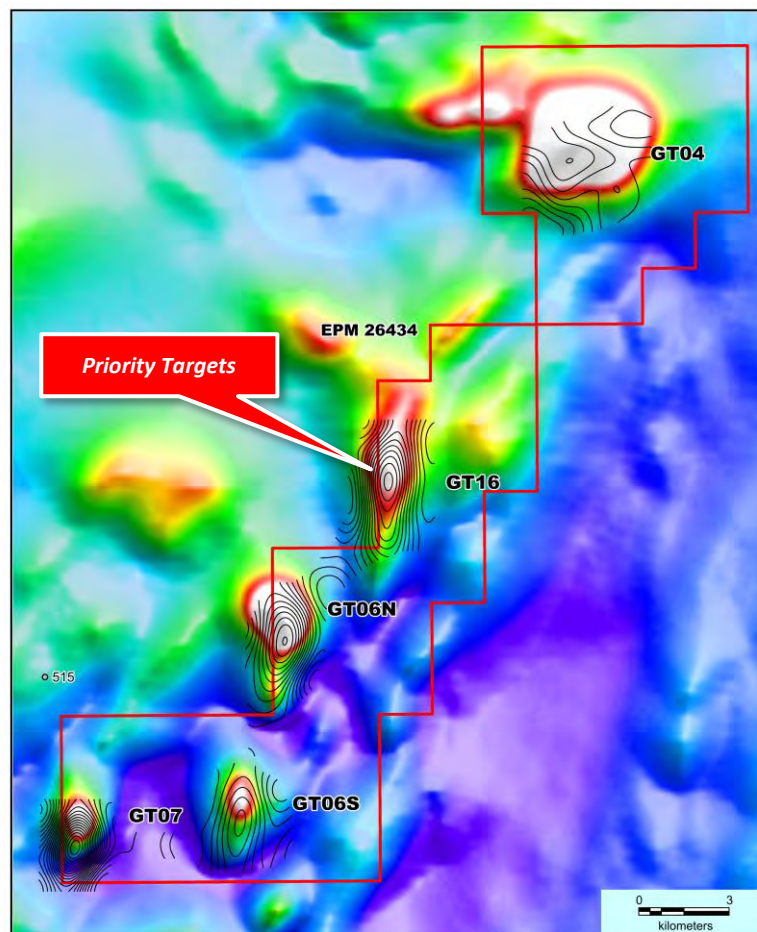 GT04
EPM 26434
Priority Targets
GT16
GT06N
515
GT06S
GT07
0 3
kilometers